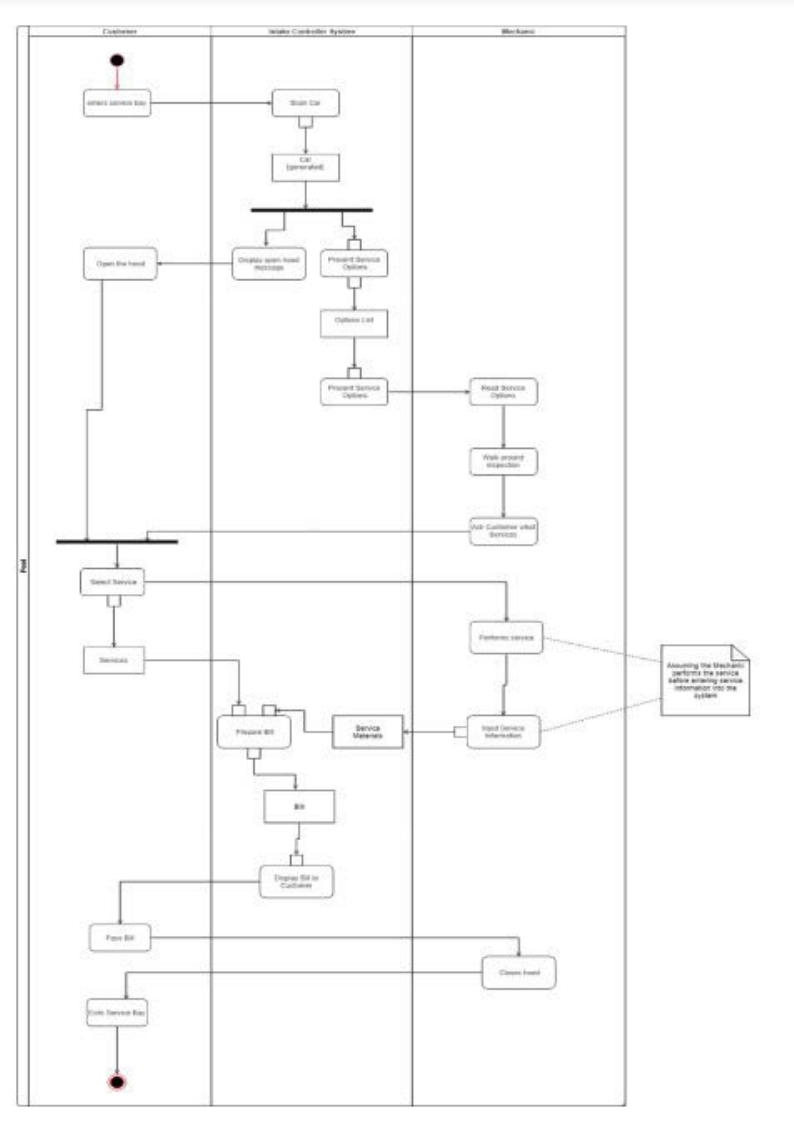 Customer
Intake Controller System
Mechanic
enters service bay
Scan Car
Car
(generated)
Open the hood
Display open hood
message
Present Service
Options
Options List
Present Service
Options
Read Service
Options
Walk around
inspection
Ask Customer what
Services
Pool
Select Service
Performs service
Services
Assuming the Mechanic
performs the service
before entering service
information into the
system
Prepare Bill
Service
Materials
Input Service
Information
Bill
Display Bill to
Customer
Pays Bill
Closes hood
Exits Service Bay